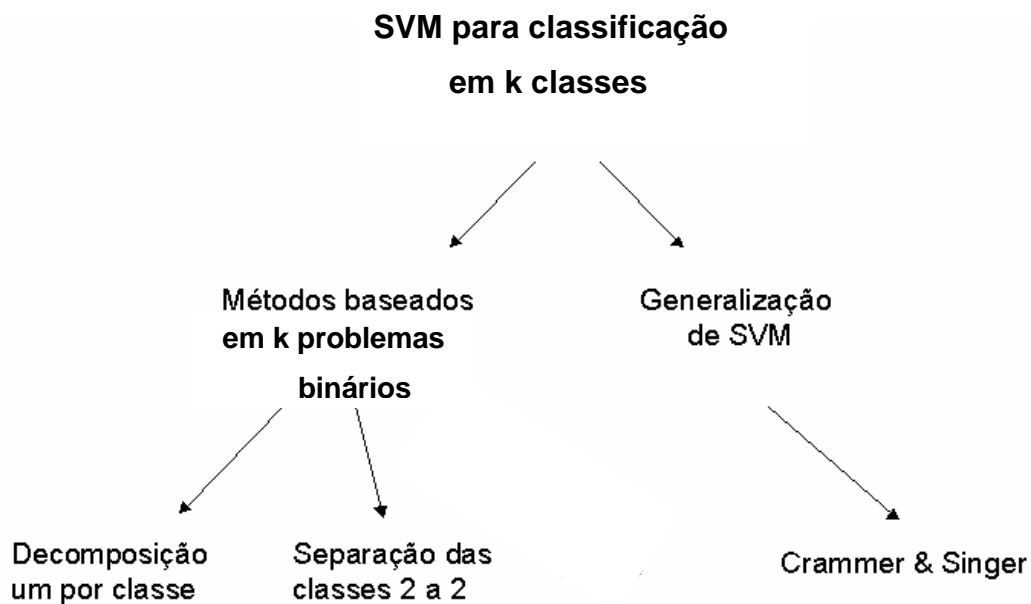 SVM para classificação
em k classes
Métodos baseados
em k problemas
binários
Generalização
de SVM
Decomposição
um por classe
Separação das
classes 2 a 2
Crammer & Singer